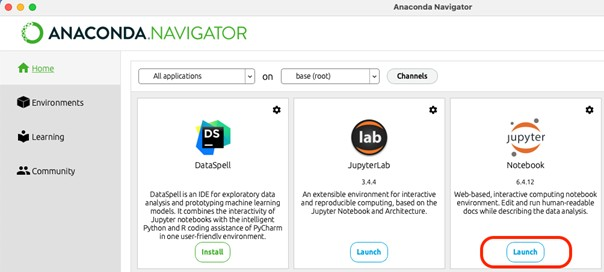 Anaconda Navigator
ANACONDA.NAVIGATOR
Home
Environments
Learning
Community
All applications
on
base (root)
Channels
DS
DataSpell
DataSpell is an IDE for exploratory data
analysis and prototyping machine learning
models. It combines the interactivity of
Jupyter notebooks with the intelligent
Python and R coding assistance of PyCharm
in one user-friendly environment.
Install
lab
JupyterLab
3.4.4
An extensible environment for interactive
and reproducible computing, based on the
Jupyter Notebook and Architecture.
Launch
jupyter
Notebook
6.4.12
Web-based, interactive computing notebook
environment. Edit and run human-readable
docs while describing the data analysis.
Launch